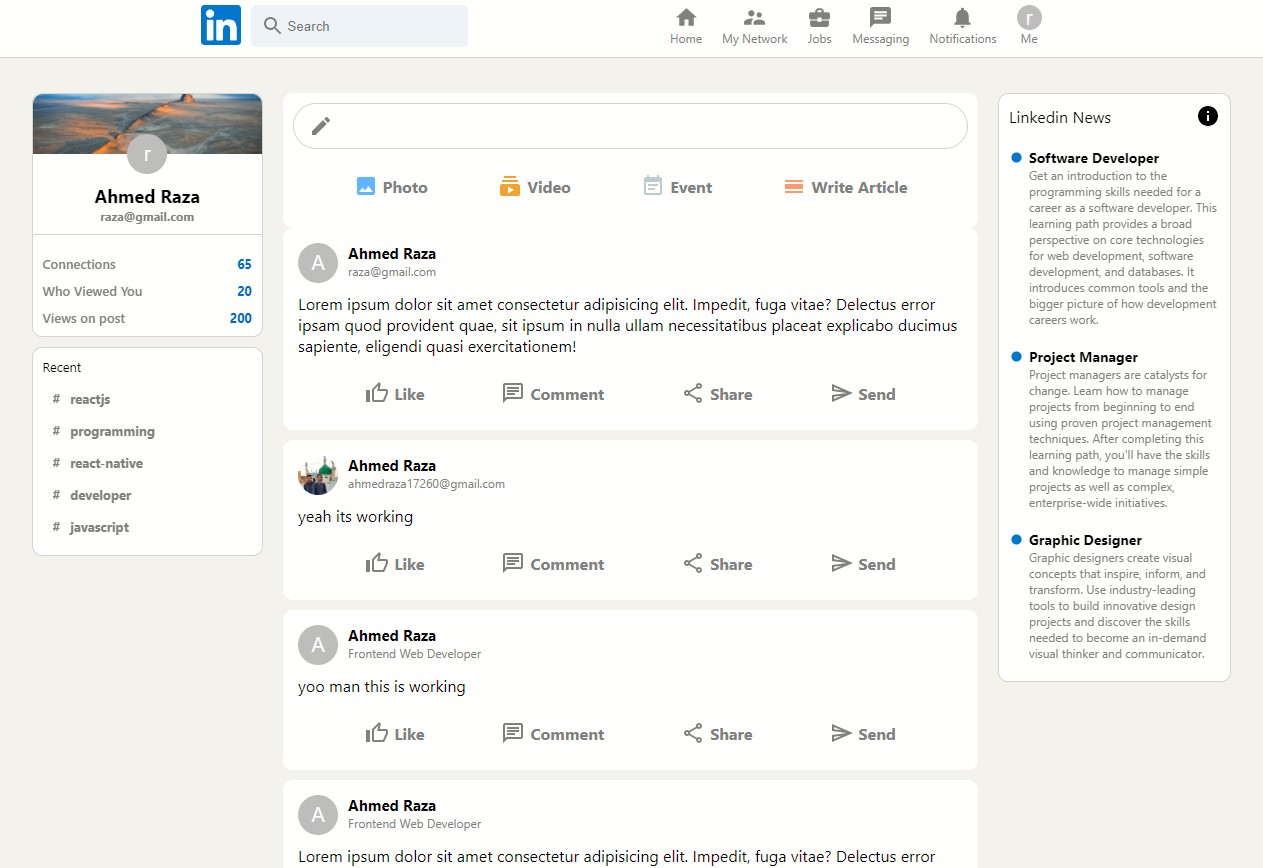 in
Search
Home
My Network
Jobs
Messaging
Notifications
r
Me
r
Ahmed Raza
raza@gmail.com
Connections 65
Who Viewed You 20
Views on post 200
Recent
# reactjs
# programming
# react-native
# developer
# javascript
Photo
Video
Event
Write Article
A
Ahmed Raza
raza@gmail.com
Lorem ipsum dolor sit amet consectetur adipisicing elit. Impedit, fuga vitae? Delectus error
ipsam quod provident quae, sit ipsum in nulla ullam necessitatibus placeat explicabo ducimus
sapiente, eligendi quasi exercitationem!
Like
Comment
Share
Send
Ahmed Raza
ahmedraza17260@gmail.com
yeah its working
Like
Comment
Share
Send
A
Ahmed Raza
Frontend Web Developer
yoo man this is working
Like
Comment
Share
Send
A
Ahmed Raza
Frontend Web Developer
Lorem ipsum dolor sit amet consectetur adipisicing elit. Impedit, fuga vitae? Delectus error
Linkedin News
i
Software Developer
Get an introduction to the
programming skills needed for a
career as a software developer. This
learning path provides a broad
perspective on core technologies
for web development, software
development, and databases. It
introduces common tools and the
bigger picture of how development
careers work.
Project Manager
Project managers are catalysts for
change. Learn how to manage
projects from beginning to end
using proven project management
techniques. After completing this
learning path, you'll have the skills
and knowledge to manage simple
projects as well as complex,
enterprise-wide initiatives.
Graphic Designer
Graphic designers create visual
concepts that inspire, inform, and
transform. Use industry-leading
tools to build innovative design
projects and discover the skills
needed to become an in-demand
visual thinker and communicator.